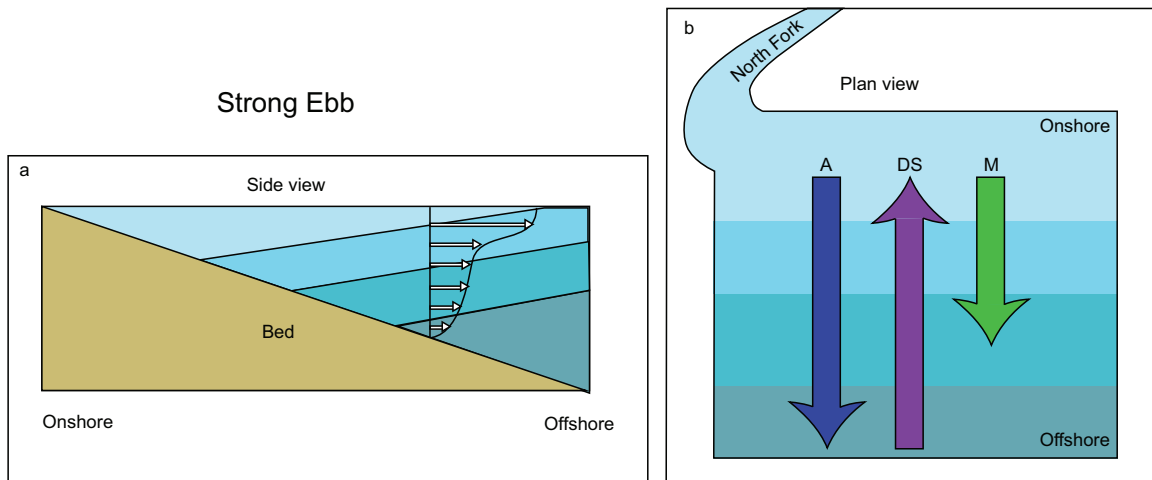 Strong Ebb
a
Side view
Bed
Onshore
Offshore
b
North Fork
Plan view
Onshore
A
DS
M
Offshore